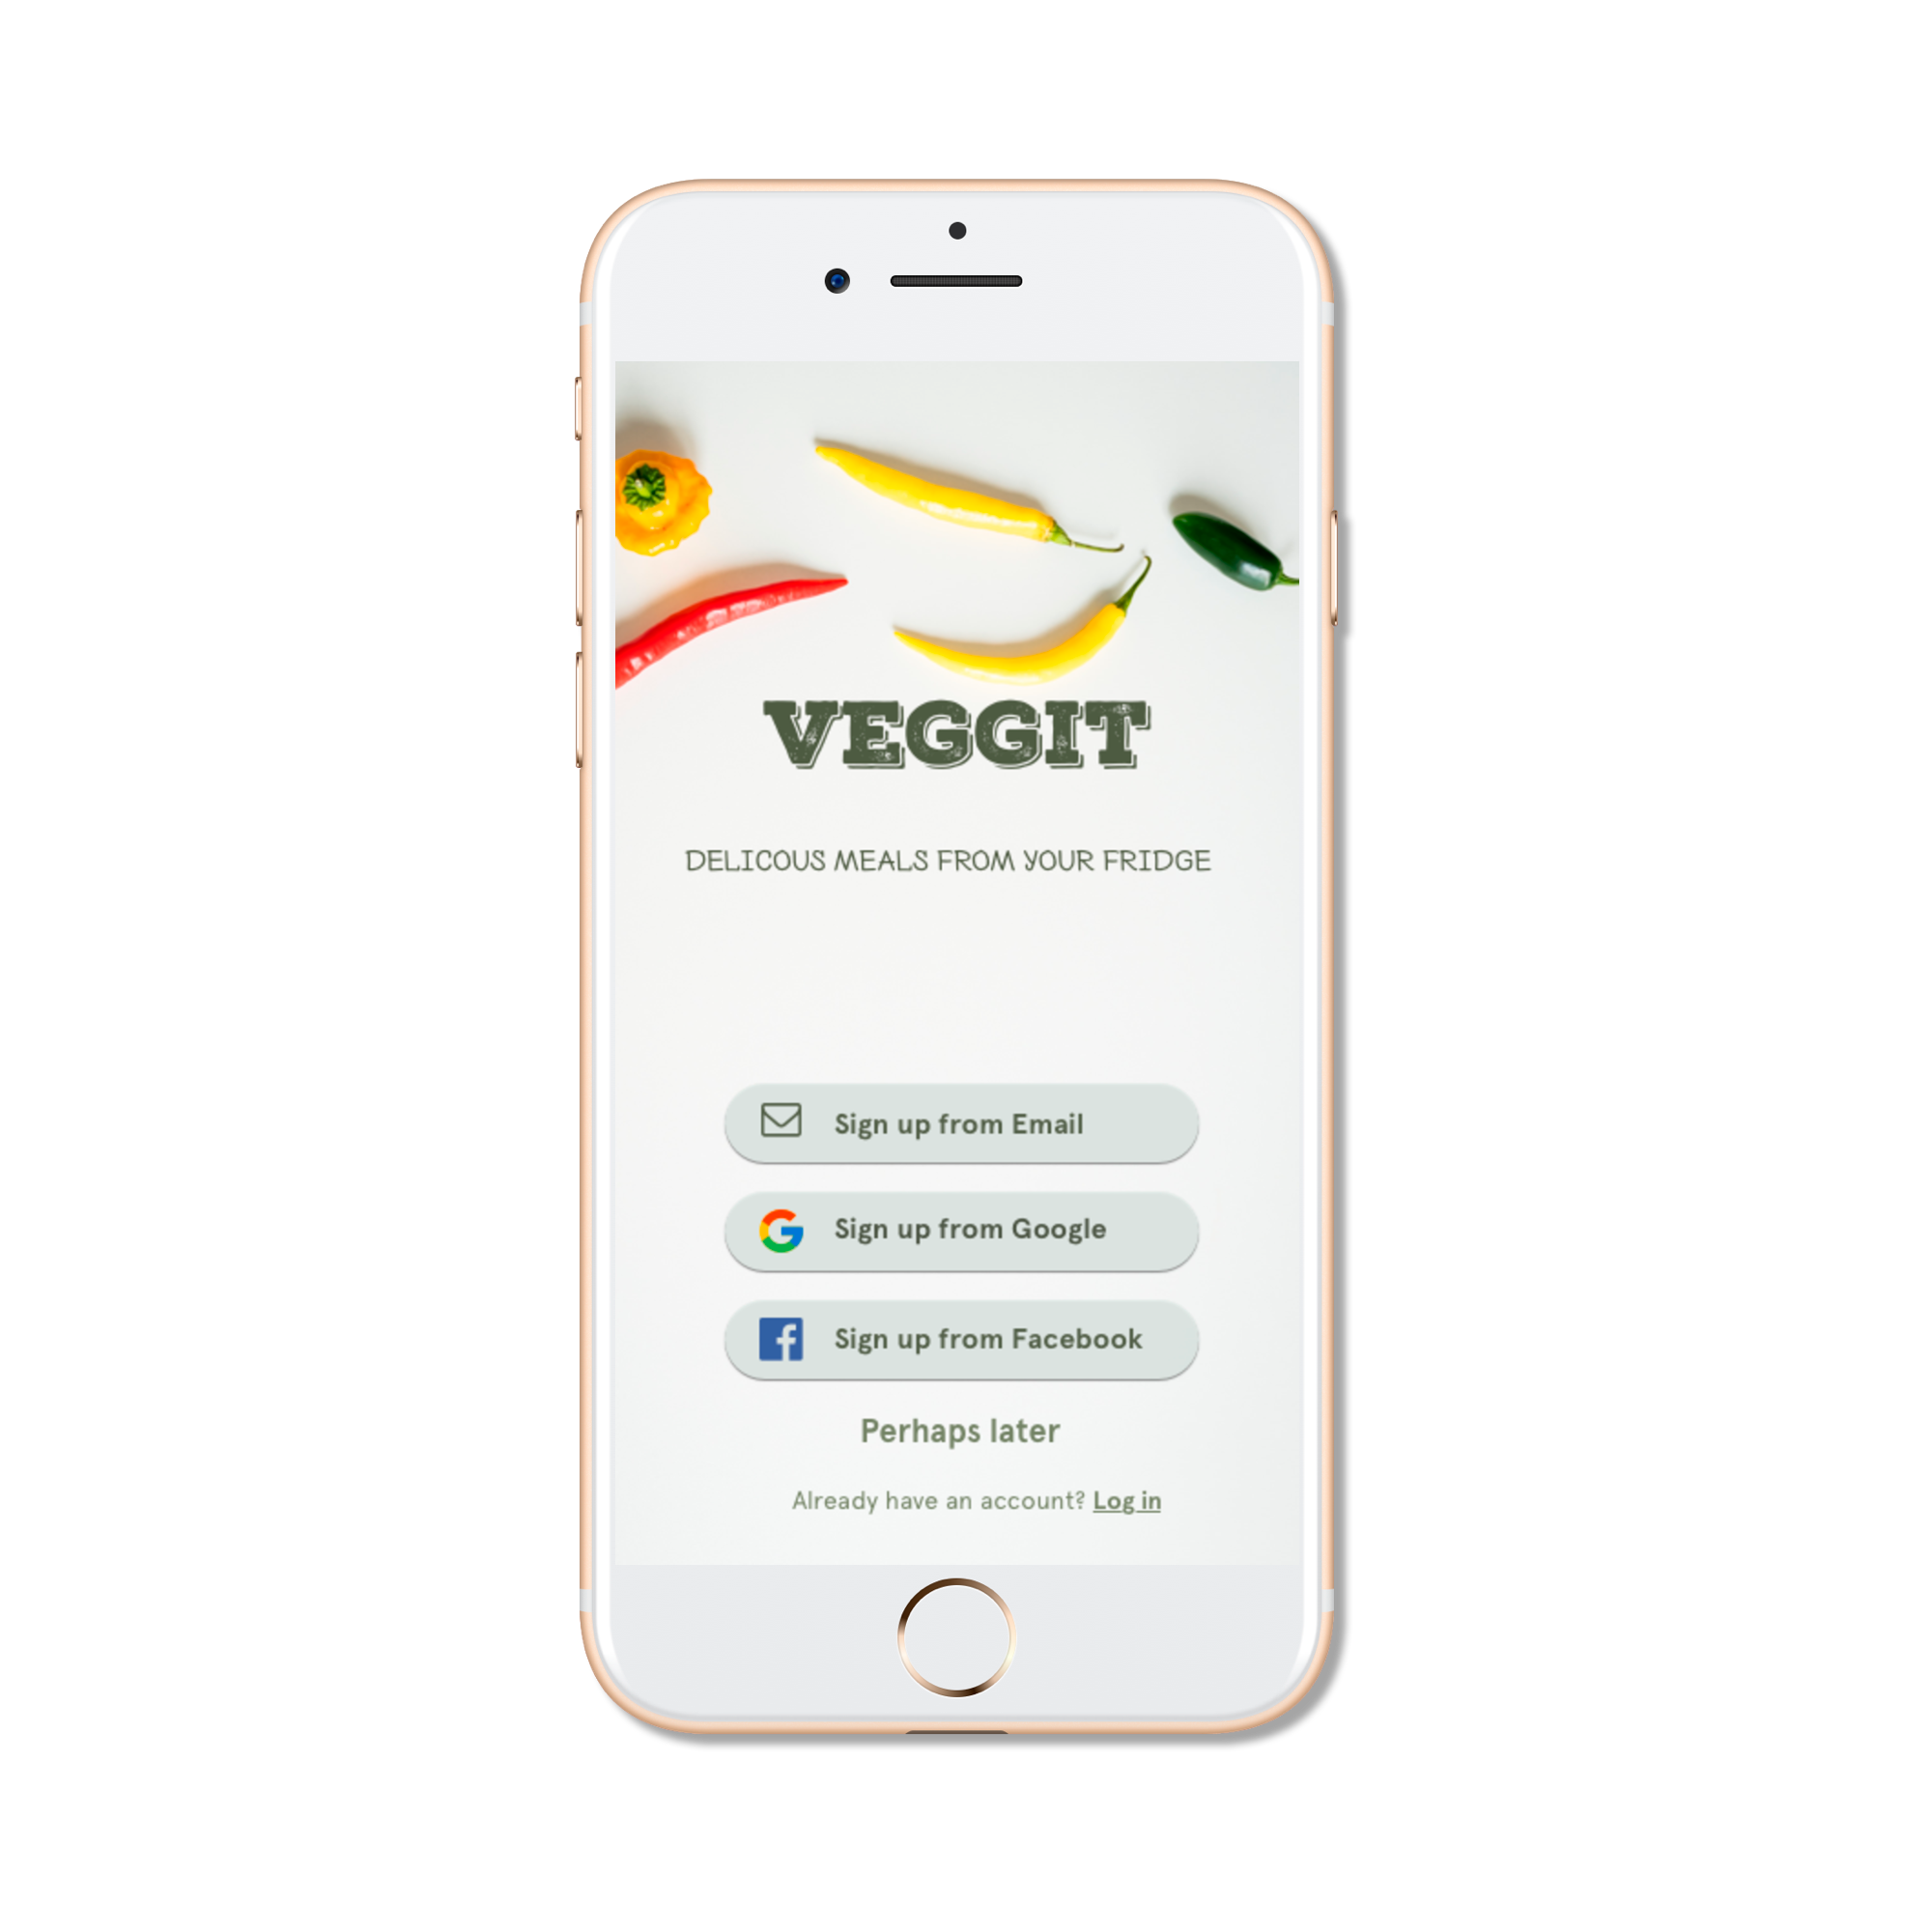 VEGGIT
DELICOUS MEALS FROM YOUR FRIDGE
Sign up from Email
Sign up from Google
Sign up from Facebook
Perhaps later
Already have an account? Log in